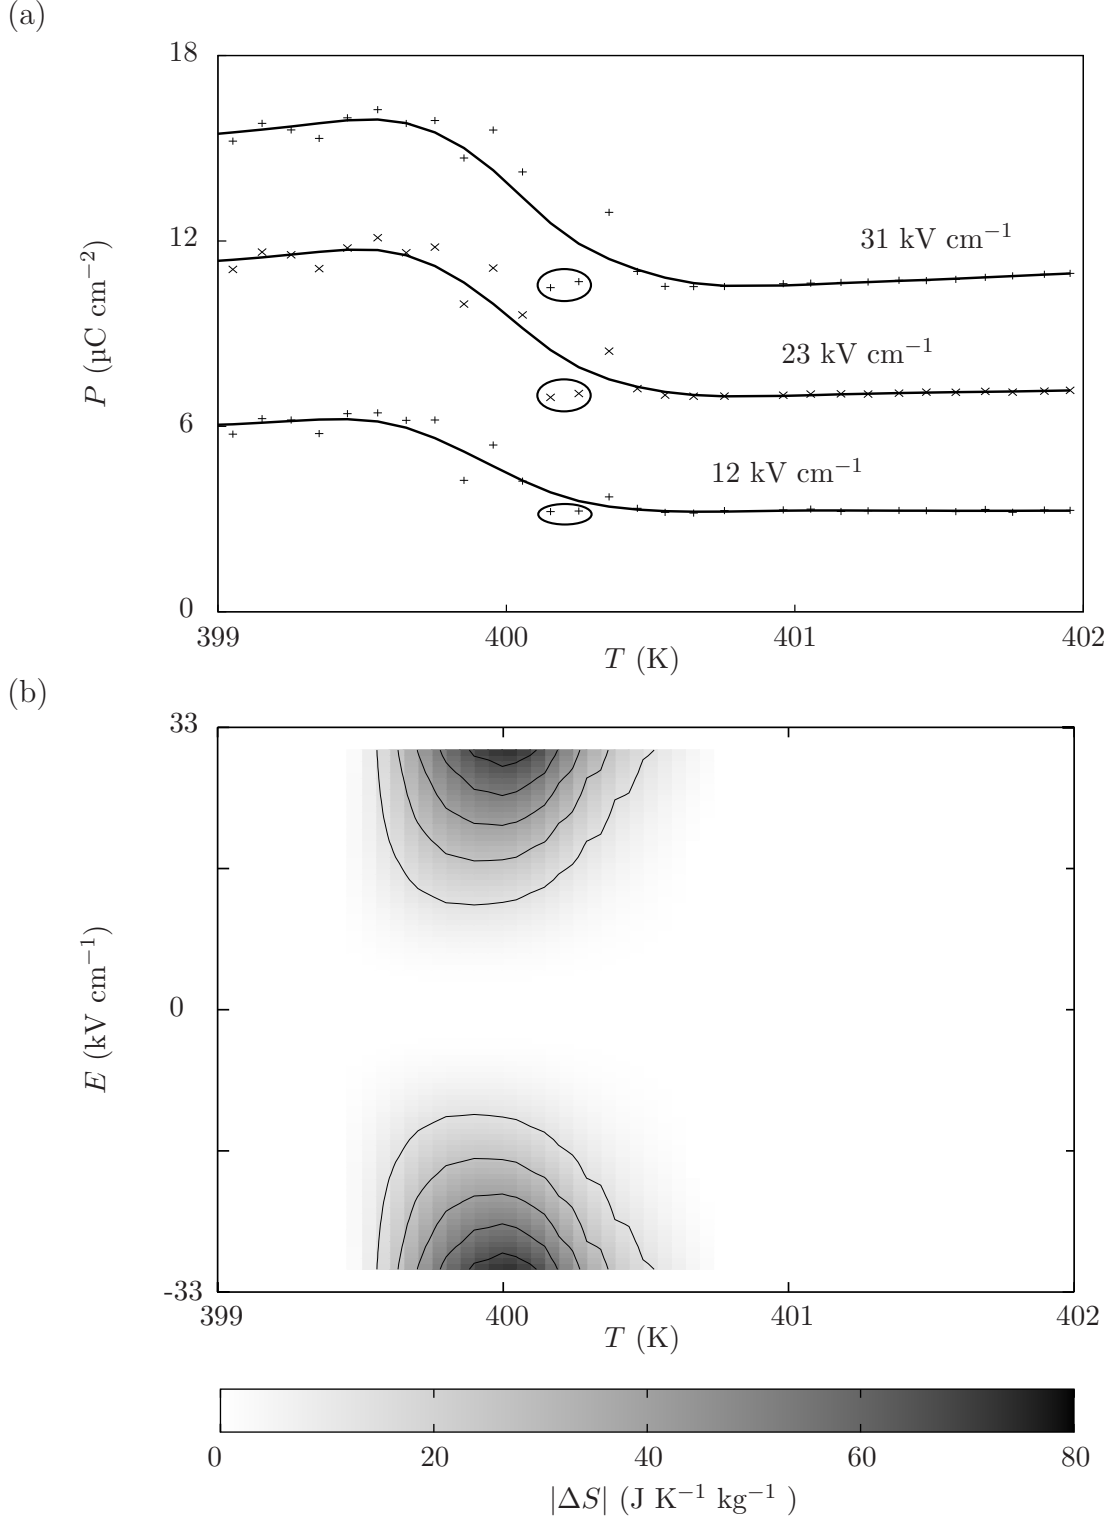 (a)
18
12
6
0
P (µC cm⁻²)
31 kV cm⁻¹
23 kV cm⁻¹
12 kV cm⁻¹
399 400 401 402
T (K)
(b)
33
0
-33
E (kV cm⁻¹)
399 400 401 402
T (K)
0 20 40 60 80
|ΔS| (J K⁻¹ kg⁻¹ )